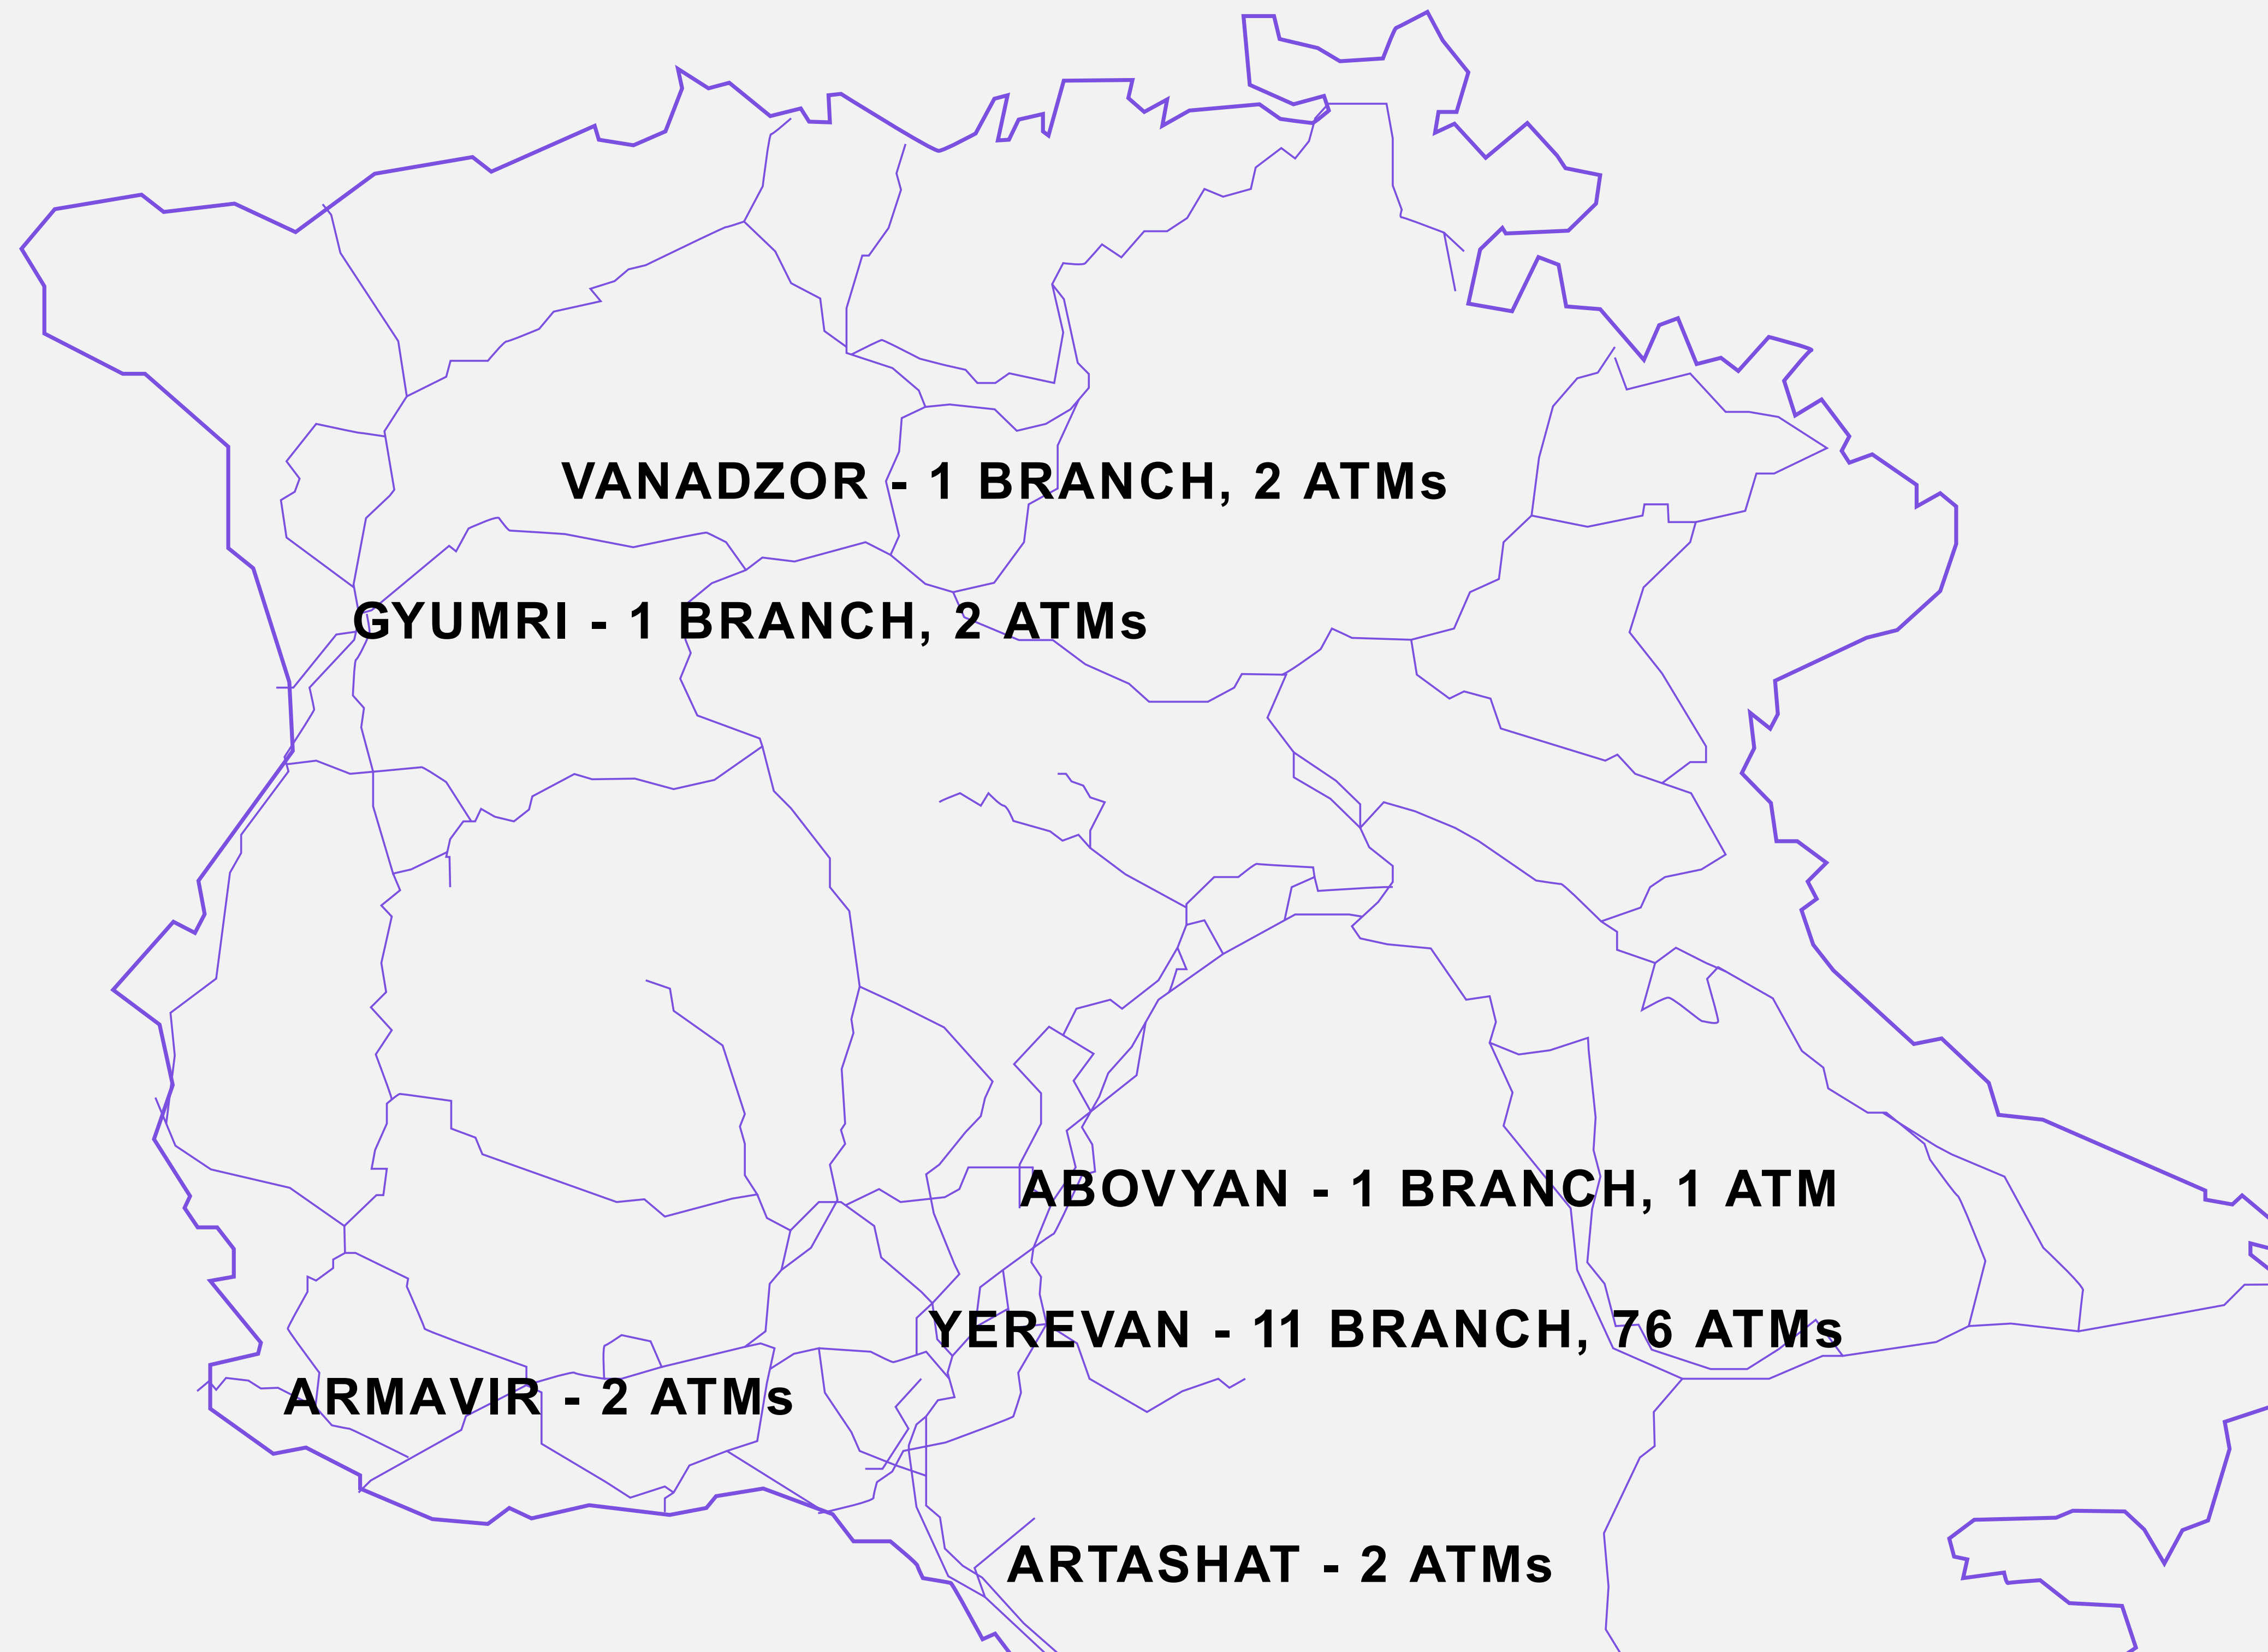 VANADZOR - 1 BRANCH, 2 ATMs
GYUMRI - 1 BRANCH, 2 ATMs
ABOVYAN - 1 BRANCH, 1 ATM
YEREVAN - 11 BRANCH, 76 ATMs
ARMAVIR - 2 ATMs
ARTASHAT - 2 ATMs